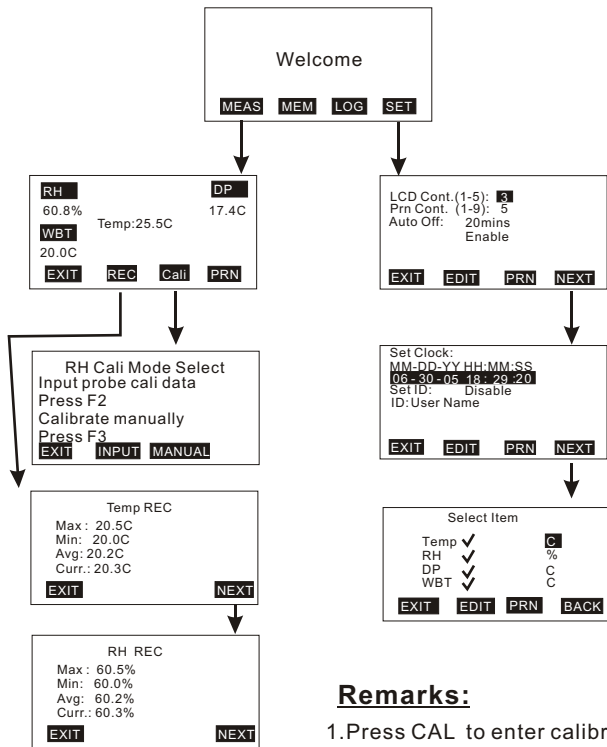 Welcome
MEAS MEM LOG SET
RH DP
60.8% 17.4C
Temp:25.5C
WBT
20.0C
EXIT REC Cali PRN
LCD Cont.(1-5): 3
Prn Cont. (1-9): 5
Auto Off: 20mins
Enable
EXIT EDIT PRN NEXT
RH Cali Mode Select
Input probe cali data
Press F2
Calibrate manually
Press F3
EXIT INPUT MANUAL
Set Clock:
MM-DD-YY HH:MM:SS
06-30-05 18:29:20
Set ID: Disable
ID:User Name
EXIT EDIT PRN NEXT
Temp REC
Max: 20.5C
Min: 20.0C
Avg: 20.2C
Curr.: 20.3C
EXIT NEXT
Select Item
Temp ✓ C
RH ✓ %
DP ✓ C
WBT ✓ C
EXIT EDIT PRN BACK
RH REC
Max: 60.5%
Min: 60.0%
Avg: 60.2%
Curr.: 60.3%
EXIT NEXT
Remarks:
1.Press CAL to enter calibr